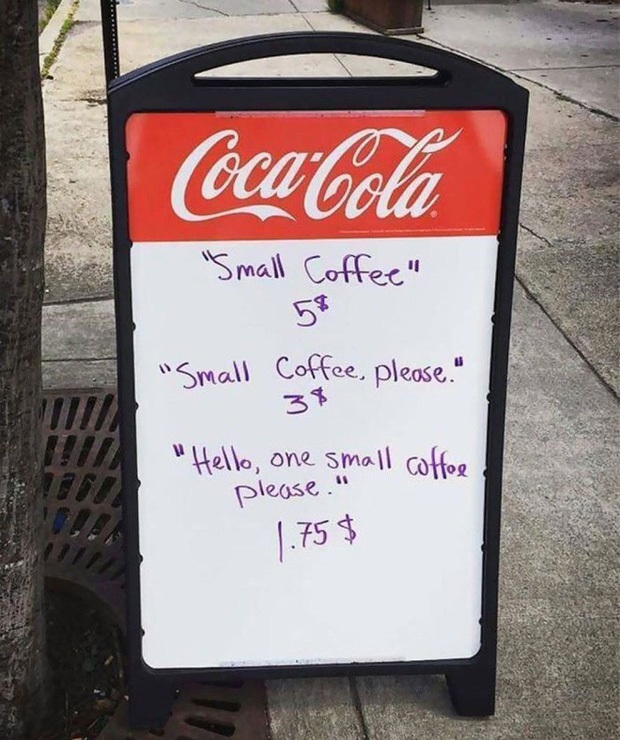 Coca-Cola
"Small Coffee"
5$
"Small Coffee, please."
3$
"Hello, one small coffee
please."
1.75 $